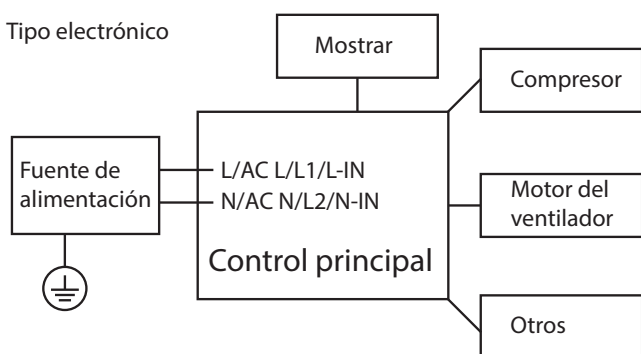 Tipo electrónico
Mostrar
Compresor
Fuente de
alimentación
L/AC L/L1/L-IN
N/AC N/L2/N-IN
Control principal
Motor del
ventilador
Otros